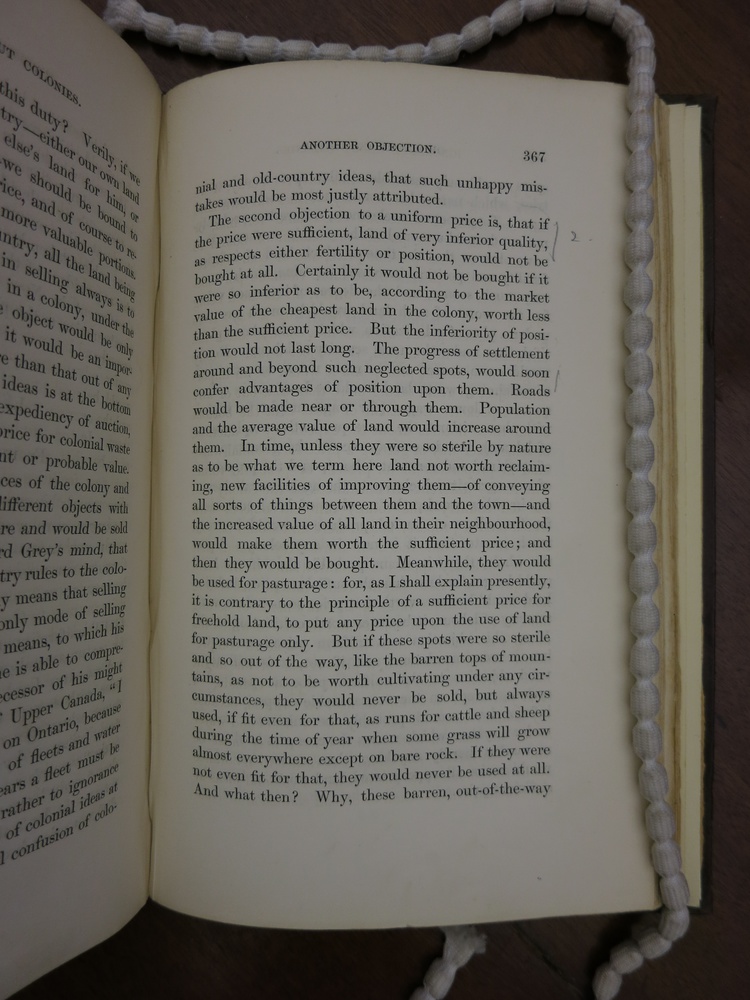 UT COLONIES.
this duty? Verily, if we
try—either our own land
else's land for him, or
we should be bound to
rice, and of course to re-
more valuable portions.
ntry, all the land being
in selling always is to
in a colony, under the
e object would be only
it would be an impor-
re than that out of any
ideas is at the bottom
expediency of auction,
price for colonial waste
nt or probable value.
ces of the colony and
different objects with
re and would be sold
rd Grey's mind, that
try rules to the colo-
y means that selling
only mode of selling
means, to which his
e is able to compre-
ecessor of his might
Upper Canada, "I
on Ontario, because
of fleets and water
ears a fleet must be
rather to ignorance
of colonial ideas at
l confusion of colo-
ANOTHER OBJECTION.
367
nial and old-country ideas, that such unhappy mis-
takes would be most justly attributed.
The second objection to a uniform price is, that if
the price were sufficient, land of very inferior quality,
2
as respects either fertility or position, would not be
bought at all. Certainly it would not be bought if it
were so inferior as to be, according to the market
value of the cheapest land in the colony, worth less
than the sufficient price. But the inferiority of posi-
tion would not last long. The progress of settlement
around and beyond such neglected spots, would soon
confer advantages of position upon them. Roads
would be made near or through them. Population
and the average value of land would increase around
them. In time, unless they were so sterile by nature
as to be what we term here land not worth reclaim-
ing, new facilities of improving them—of conveying
all sorts of things between them and the town—and
the increased value of all land in their neighbourhood,
would make them worth the sufficient price; and
then they would be bought. Meanwhile, they would
be used for pasturage: for, as I shall explain presently,
it is contrary to the principle of a sufficient price for
freehold land, to put any price upon the use of land
for pasturage only. But if these spots were so sterile
and so out of the way, like the barren tops of moun-
tains, as not to be worth cultivating under any cir-
cumstances, they would never be sold, but always
used, if fit even for that, as runs for cattle and sheep
during the time of year when some grass will grow
almost everywhere except on bare rock. If they were
not even fit for that, they would never be used at all.
And what then? Why, these barren, out-of-the-way